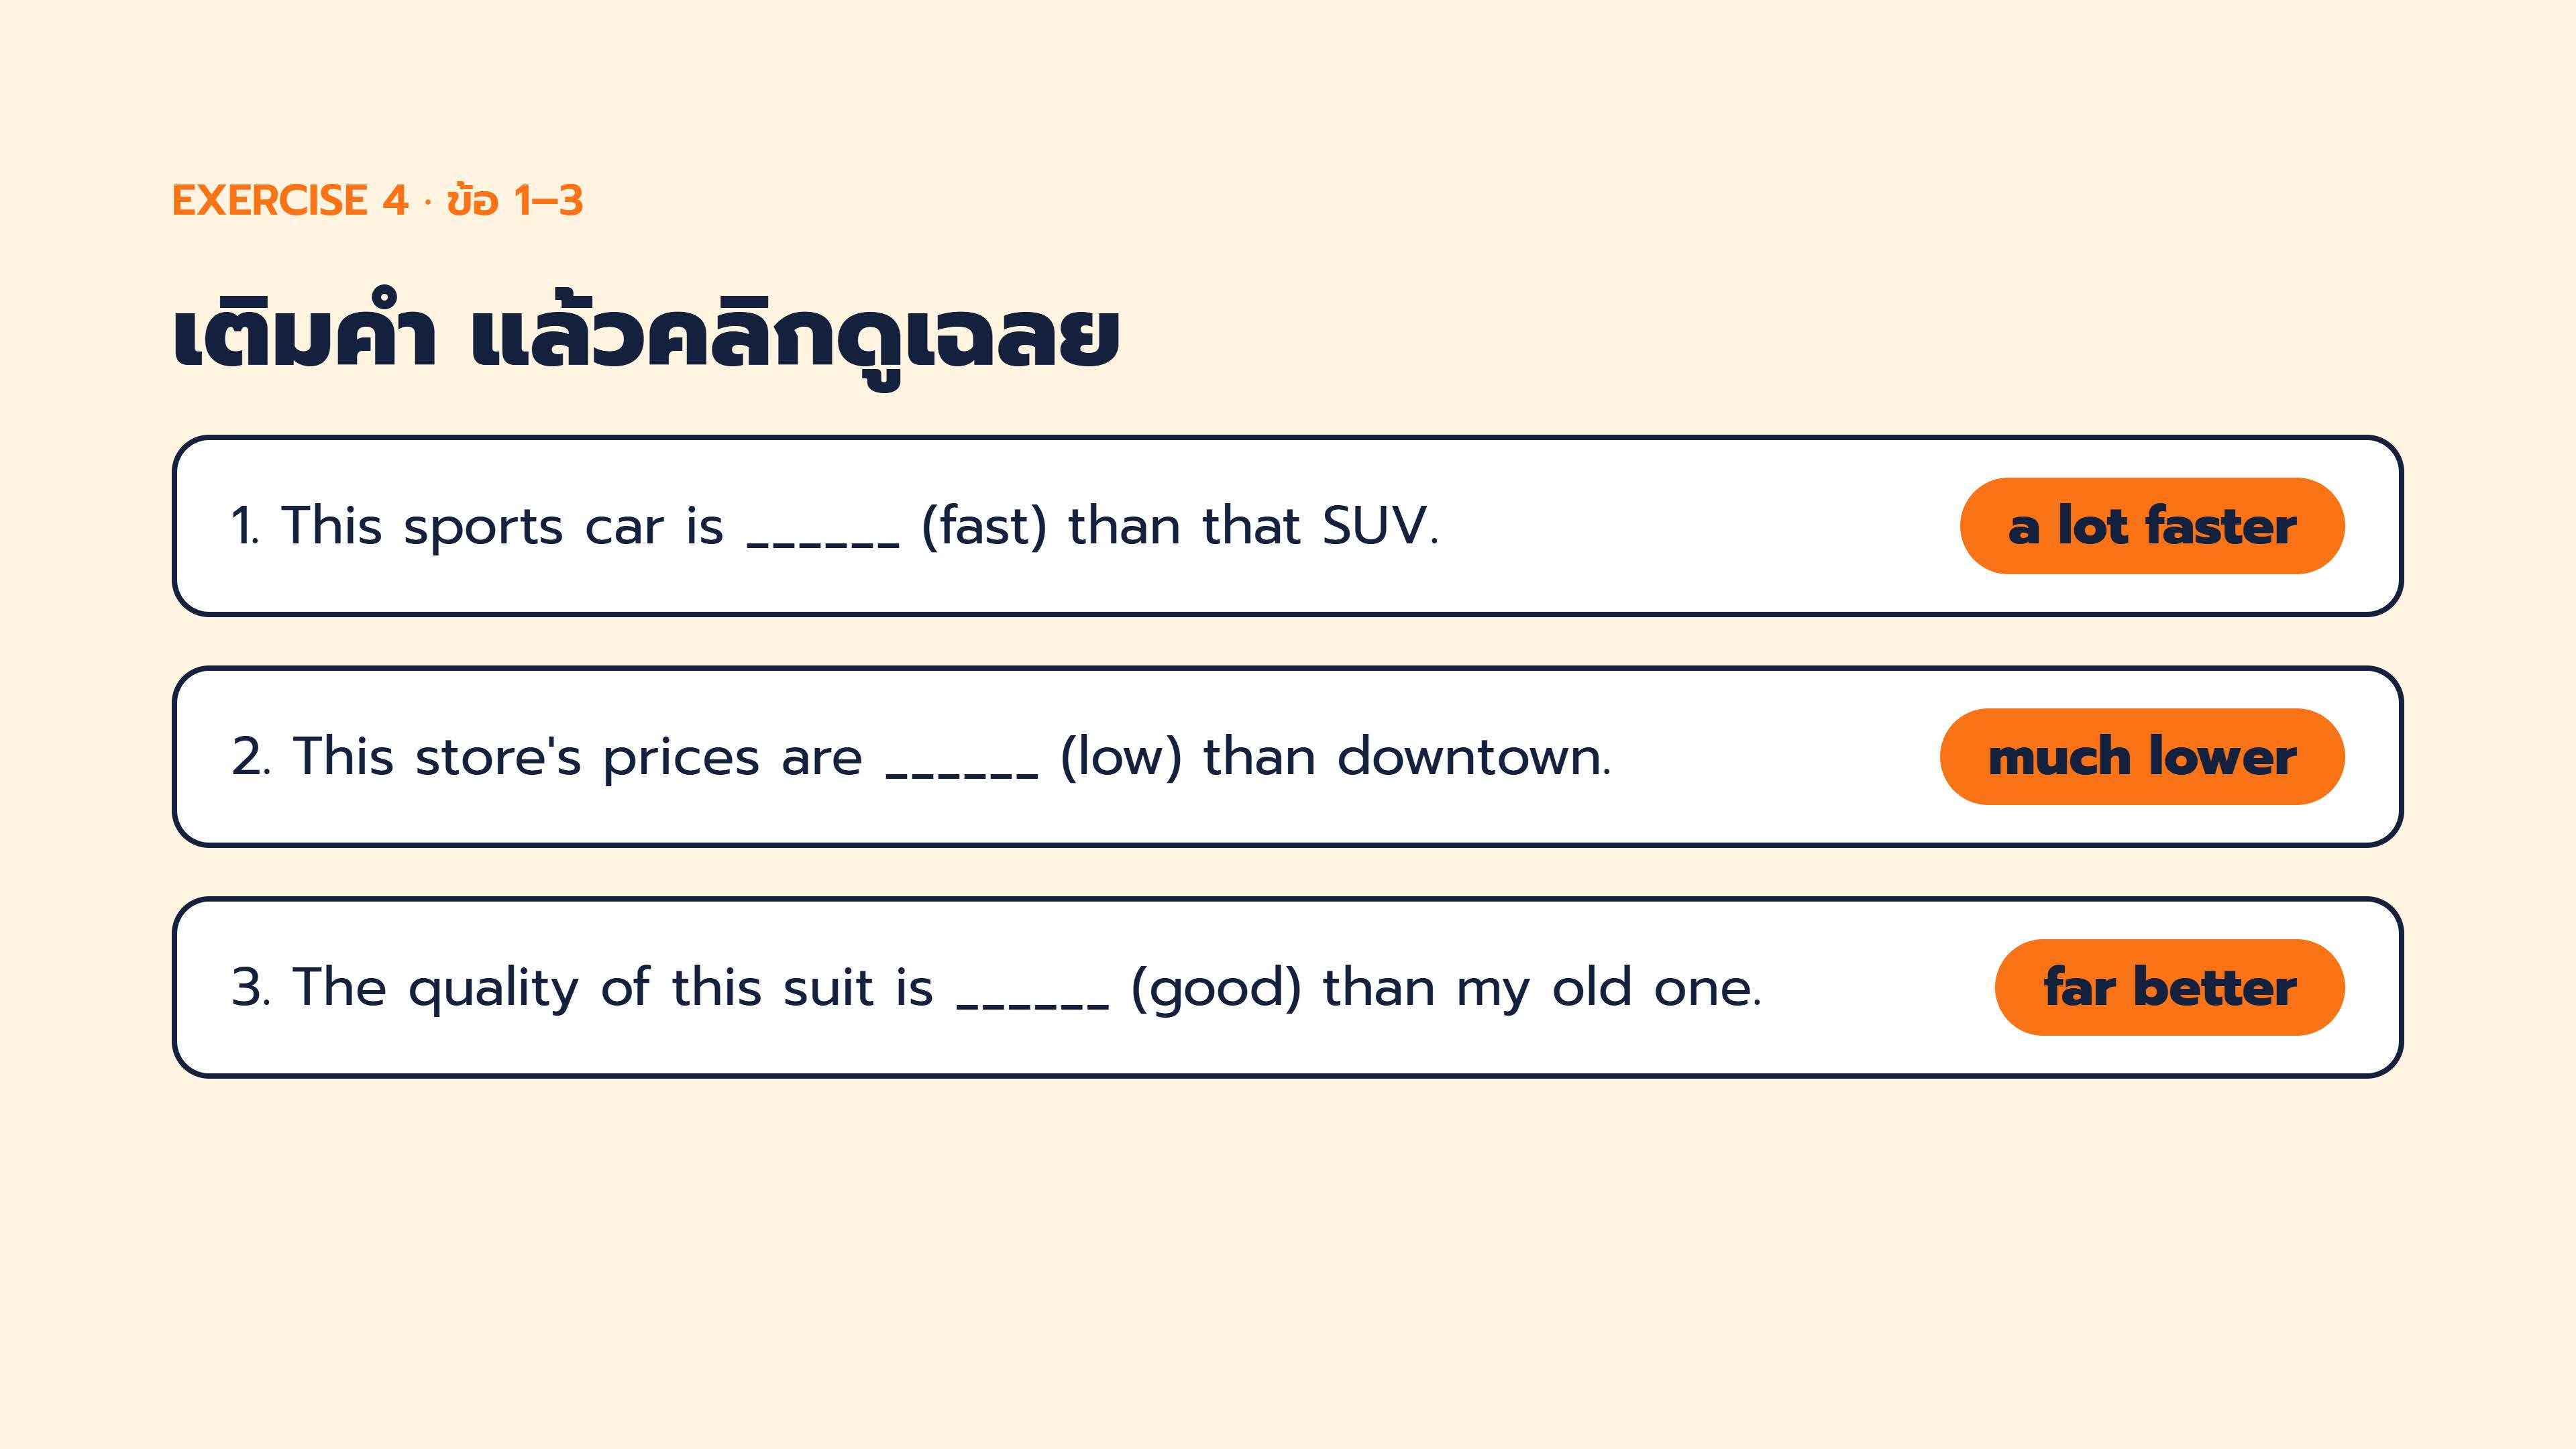 EXERCISE 4 · ข้อ 1–3
เติมคำ แล้วคลิกดูเฉลย
1. This sports car is ______ (fast) than that SUV.
a lot faster
2. This store's prices are ______ (low) than downtown.
much lower
3. The quality of this suit is ______ (good) than my old one.
far better